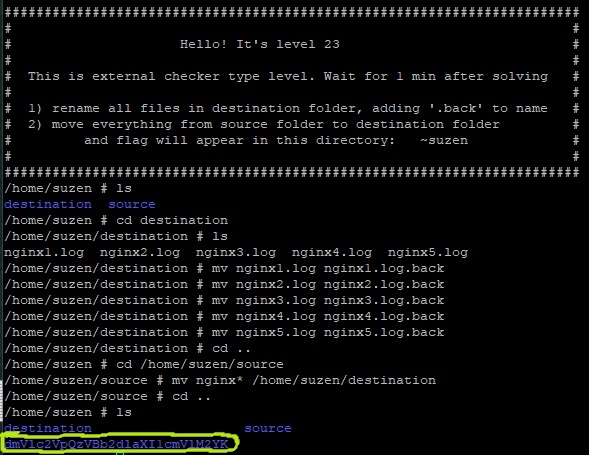 ########################################################################
# #
# Hello! It's level 23 #
# #
# This is external checker type level. Wait for 1 min after solving #
# #
# 1) rename all files in destination folder, adding '.back' to name #
# 2) move everything from source folder to destination folder #
# and flag will appear in this directory: ~suzen #
# #
########################################################################
/home/suzen # ls
destination source
/home/suzen # cd destination
/home/suzen/destination # ls
nginx1.log nginx2.log nginx3.log nginx4.log nginx5.log
/home/suzen/destination # mv nginx1.log nginx1.log.back
/home/suzen/destination # mv nginx2.log nginx2.log.back
/home/suzen/destination # mv nginx3.log nginx3.log.back
/home/suzen/destination # mv nginx4.log nginx4.log.back
/home/suzen/destination # mv nginx5.log nginx5.log.back
/home/suzen/destination # cd ..
/home/suzen # cd /home/suzen/source
/home/suzen/source # mv nginx* /home/suzen/destination
/home/suzen/source # cd ..
/home/suzen # ls
destination source